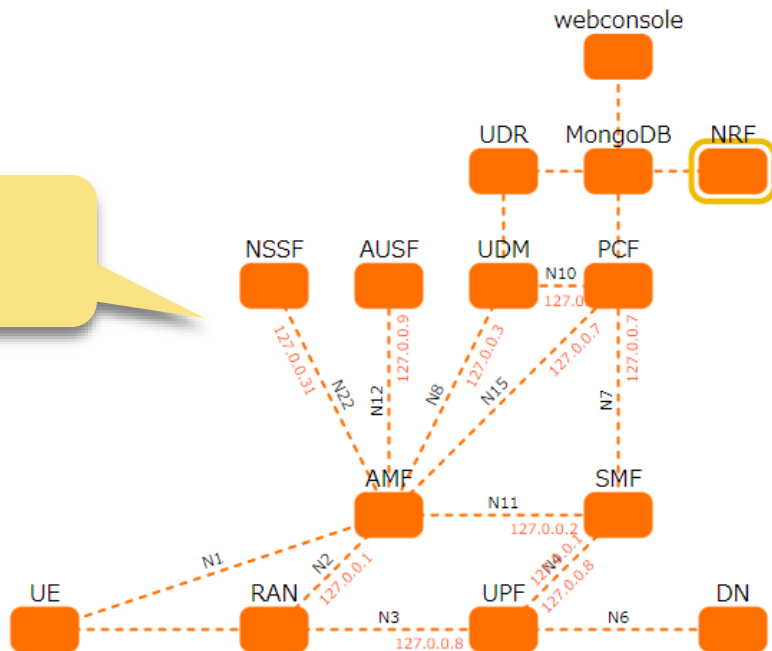 webconsole
UDR
MongoDB
NRF
NSSF
AUSF
UDM
N10
PCF
127.0.0.31
N22
127.0.0.9
N12
127.0.0.3
N8
127.0.0.7
N15
127.0.0.7
N7
AMF
N11
127.0.0.2
SMF
N1
N2
127.0.0.1
N4
127.0.0.8
UE
RAN
N3
127.0.0.8
UPF
N6
DN